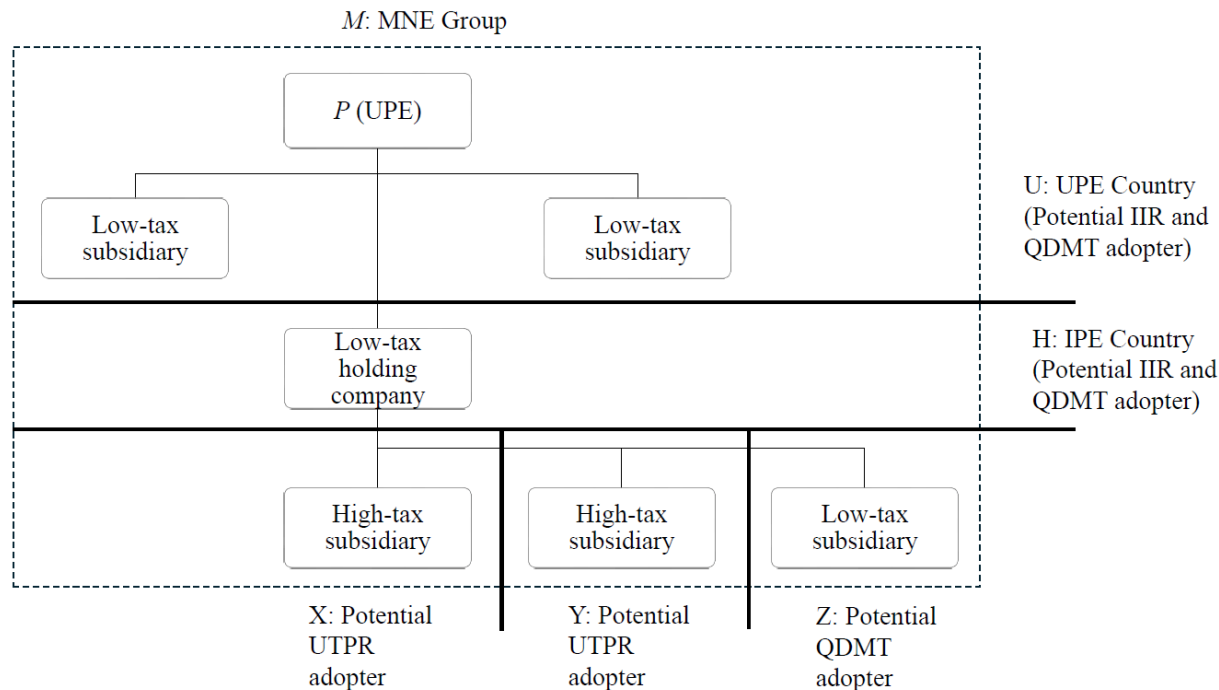 M: MNE Group
P (UPE)
Low-tax
subsidiary
Low-tax
subsidiary
U: UPE Country
(Potential IIR and
QDMT adopter)
Low-tax
holding
company
H: IPE Country
(Potential IIR and
QDMT adopter)
High-tax
subsidiary
High-tax
subsidiary
Low-tax
subsidiary
X: Potential
UTPR
adopter
Y: Potential
UTPR
adopter
Z: Potential
QDMT
adopter